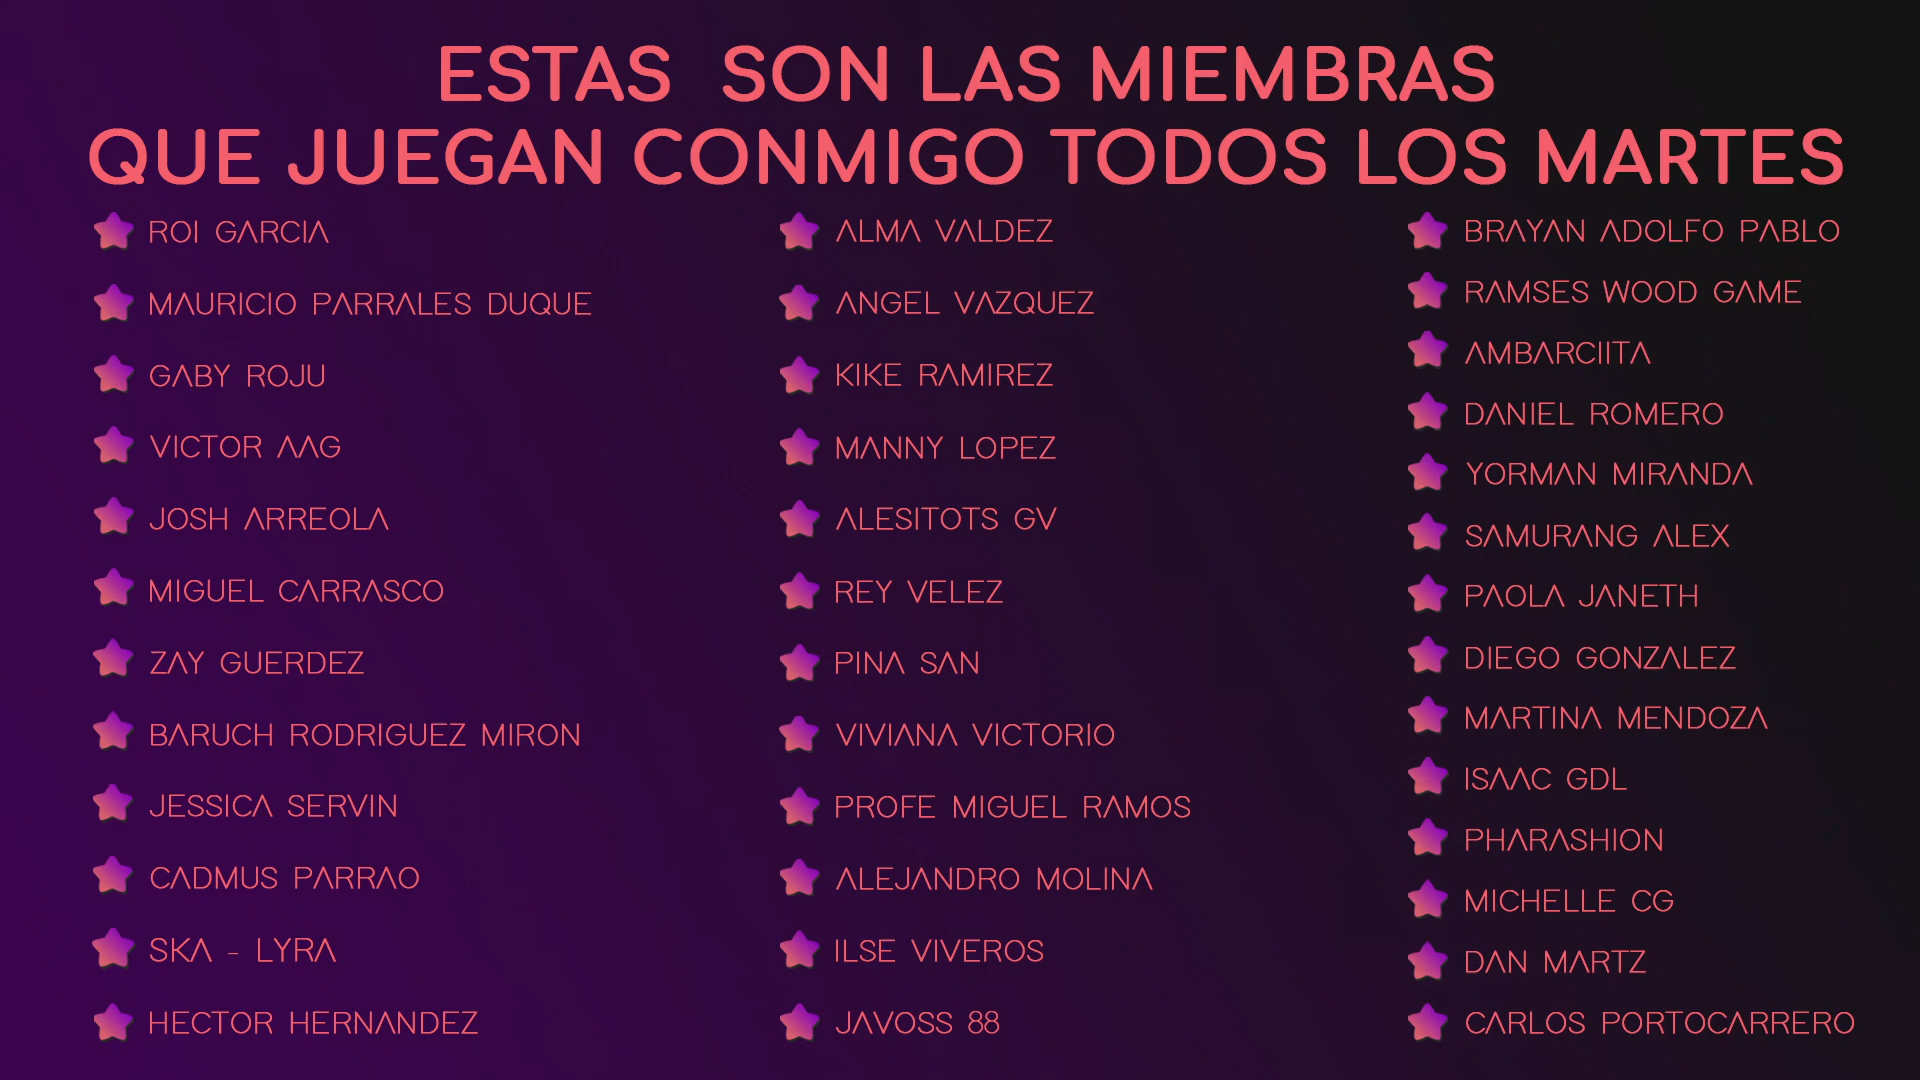 ESTAS SON LAS MIEMBRAS
QUE JUEGAN CONMIGO TODOS LOS MARTES
ROI GARCIA
MAURICIO PARRALES DUQUE
GABY ROJU
VICTOR AAG
JOSH ARREOLA
MIGUEL CARRASCO
ZAY GUERDEZ
BARUCH RODRIGUEZ MIRON
JESSICA SERVIN
CADMUS PARRAO
SKA - LYRA
HECTOR HERNANDEZ
ALMA VALDEZ
ANGEL VAZQUEZ
KIKE RAMIREZ
MANNY LOPEZ
ALESITOTS GV
REY VELEZ
PINA SAN
VIVIANA VICTORIO
PROFE MIGUEL RAMOS
ALEJANDRO MOLINA
ILSE VIVEROS
JAVOSS 88
BRAYAN ADOLFO PABLO
RAMSES WOOD GAME
AMBARCIITA
DANIEL ROMERO
YORMAN MIRANDA
SAMURANG ALEX
PAOLA JANETH
DIEGO GONZALEZ
MARTINA MENDOZA
ISAAC GDL
PHARASHION
MICHELLE CG
DAN MARTZ
CARLOS PORTOCARRERO